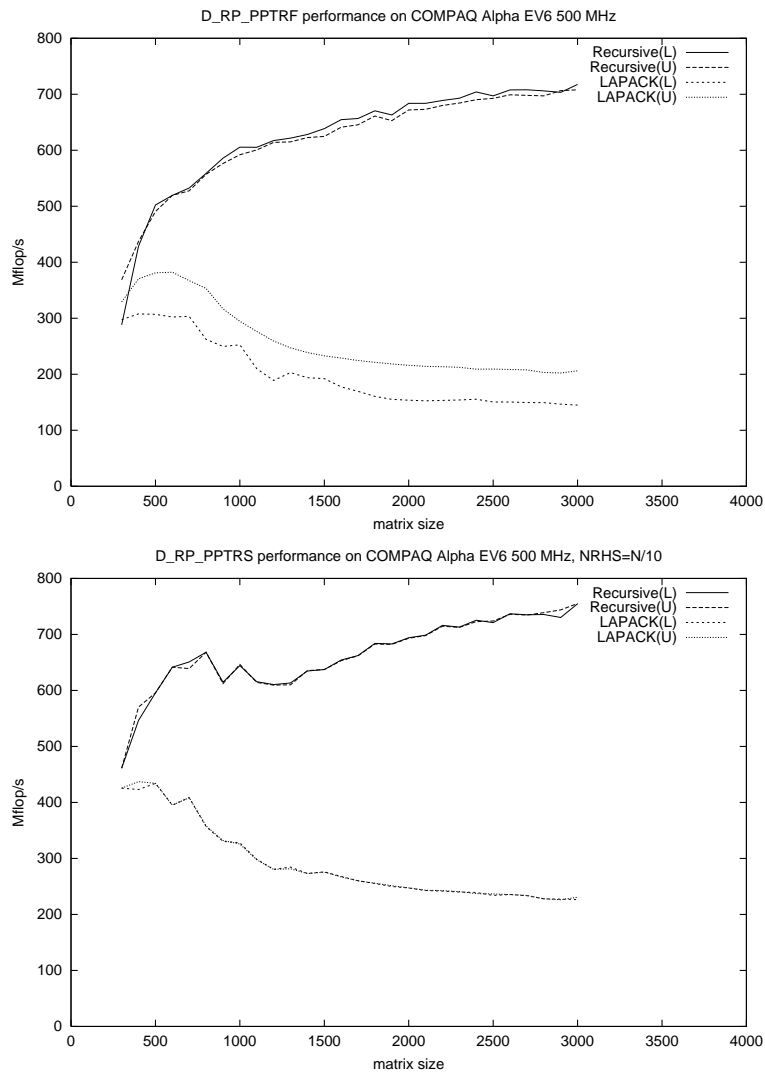 D_RP_PPTRF performance on COMPAQ Alpha EV6 500 MHz
800
700
600
500
400
300
200
100
0
Mflop/s
Recursive(L)
Recursive(U)
LAPACK(L)
LAPACK(U)
0 500 1000 1500 2000 2500 3000 3500 4000
matrix size
D_RP_PPTRS performance on COMPAQ Alpha EV6 500 MHz, NRHS=N/10
800
700
600
500
400
300
200
100
0
Mflop/s
Recursive(L)
Recursive(U)
LAPACK(L)
LAPACK(U)
0 500 1000 1500 2000 2500 3000 3500 4000
matrix size